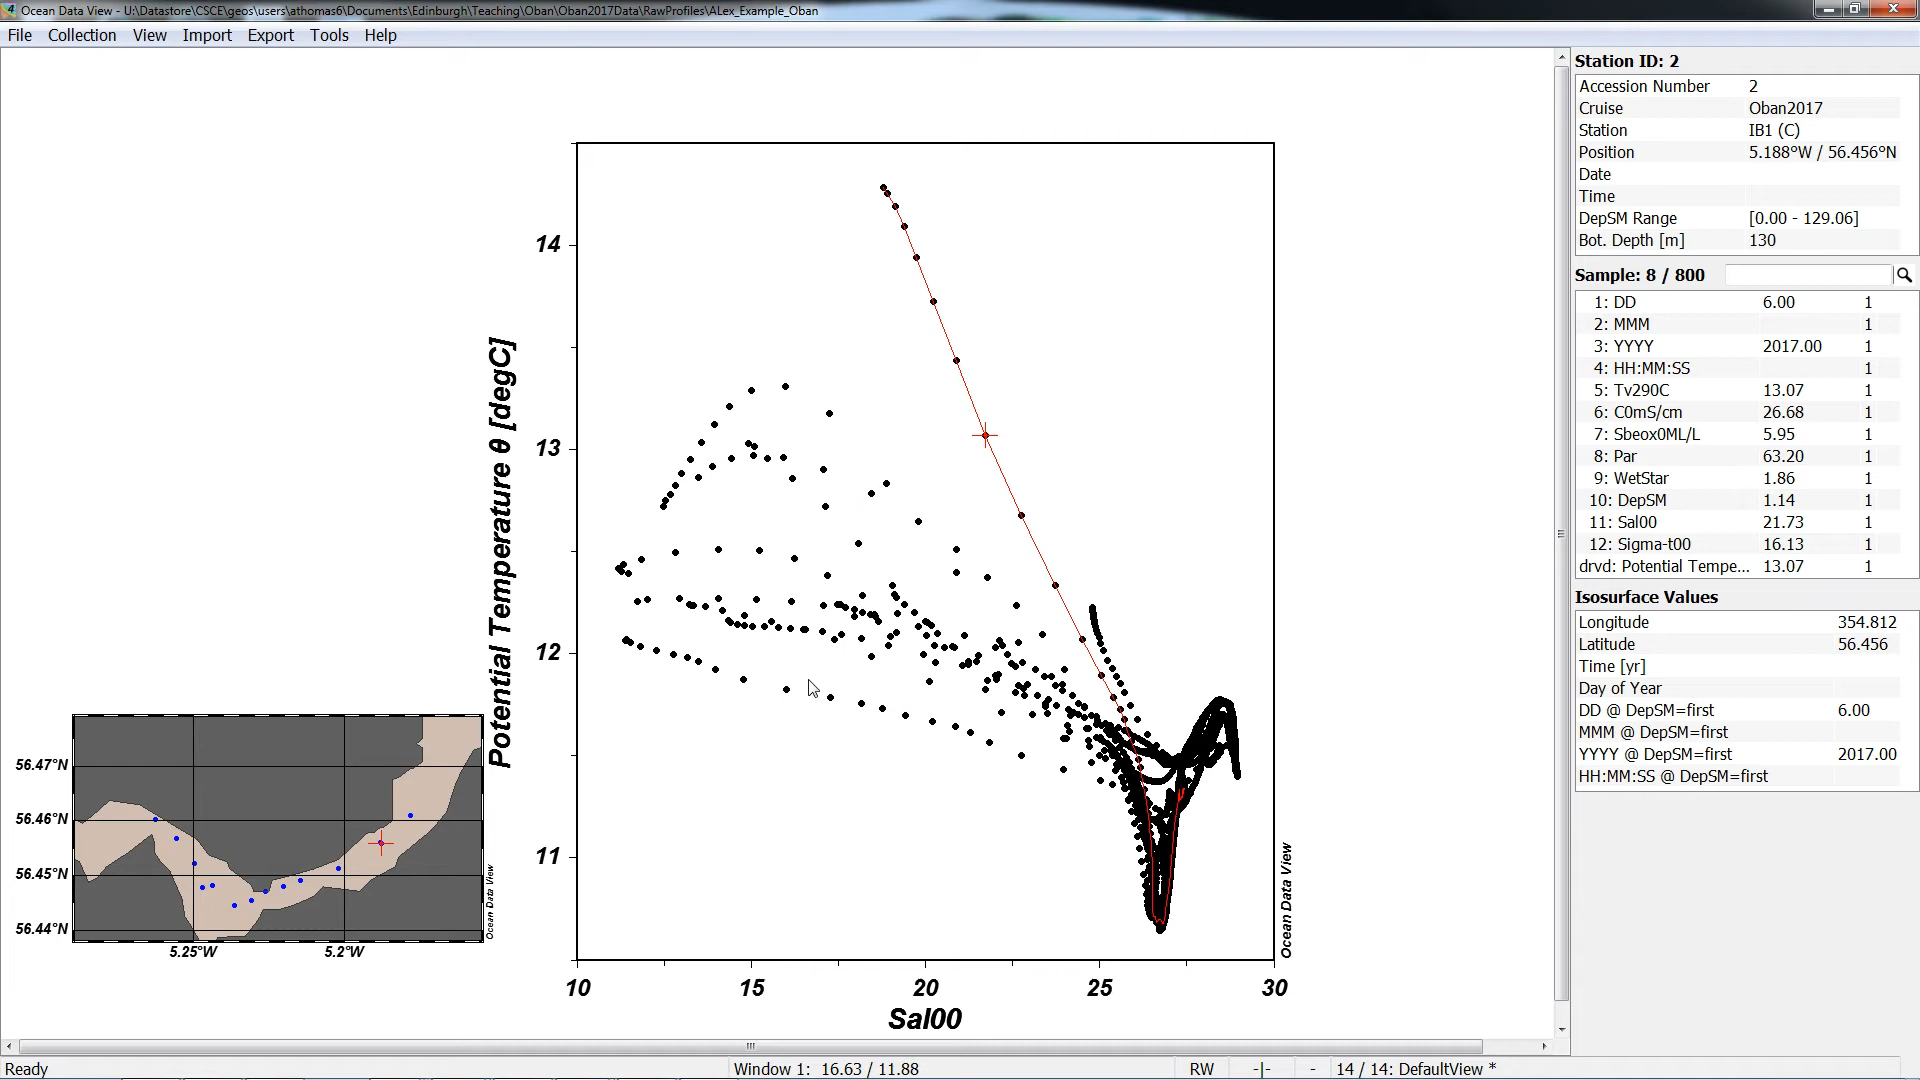 Ocean Data View - U:\Datastore\CSCE\geos\users\athomas6\Documents\Edinburgh\Teaching\Oban\Oban2017Data\RawProfiles\ALex_Example_Oban
File Collection View Import Export Tools Help
Station ID: 2
Accession Number 2
Cruise Oban2017
Station IB1 (C)
Position 5.188ºW / 56.456ºN
Date
Time
DepSM Range [0.00 - 129.06]
Bot. Depth [m] 130
Sample: 8 / 800
1: DD 6.00 1
2: MMM 1
3: YYYY 2017.00 1
4: HH:MM:SS 1
5: Tv290C 13.07 1
6: C0mS/cm 26.68 1
7: Sbeox0ML/L 5.95 1
8: Par 63.20 1
9: WetStar 1.86 1
10: DepSM 1.14 1
11: Sal00 21.73 1
12: Sigma-t00 16.13 1
drvd: Potential Tempe... 13.07 1
Isosurface Values
Longitude 354.812
Latitude 56.456
Time [yr]
Day of Year
DD @ DepSM=first 6.00
MMM @ DepSM=first
YYYY @ DepSM=first 2017.00
HH:MM:SS @ DepSM=first
Potential Temperature θ [degC]
14
13
12
11
10 15 20 25 30
Sal00
Ocean Data View
56.47°N
56.46°N
56.45°N
56.44°N
5.25°W 5.2°W
Ocean Data View
Ready Window 1: 16.63 / 11.88 RW -|- - 14 / 14: DefaultView *